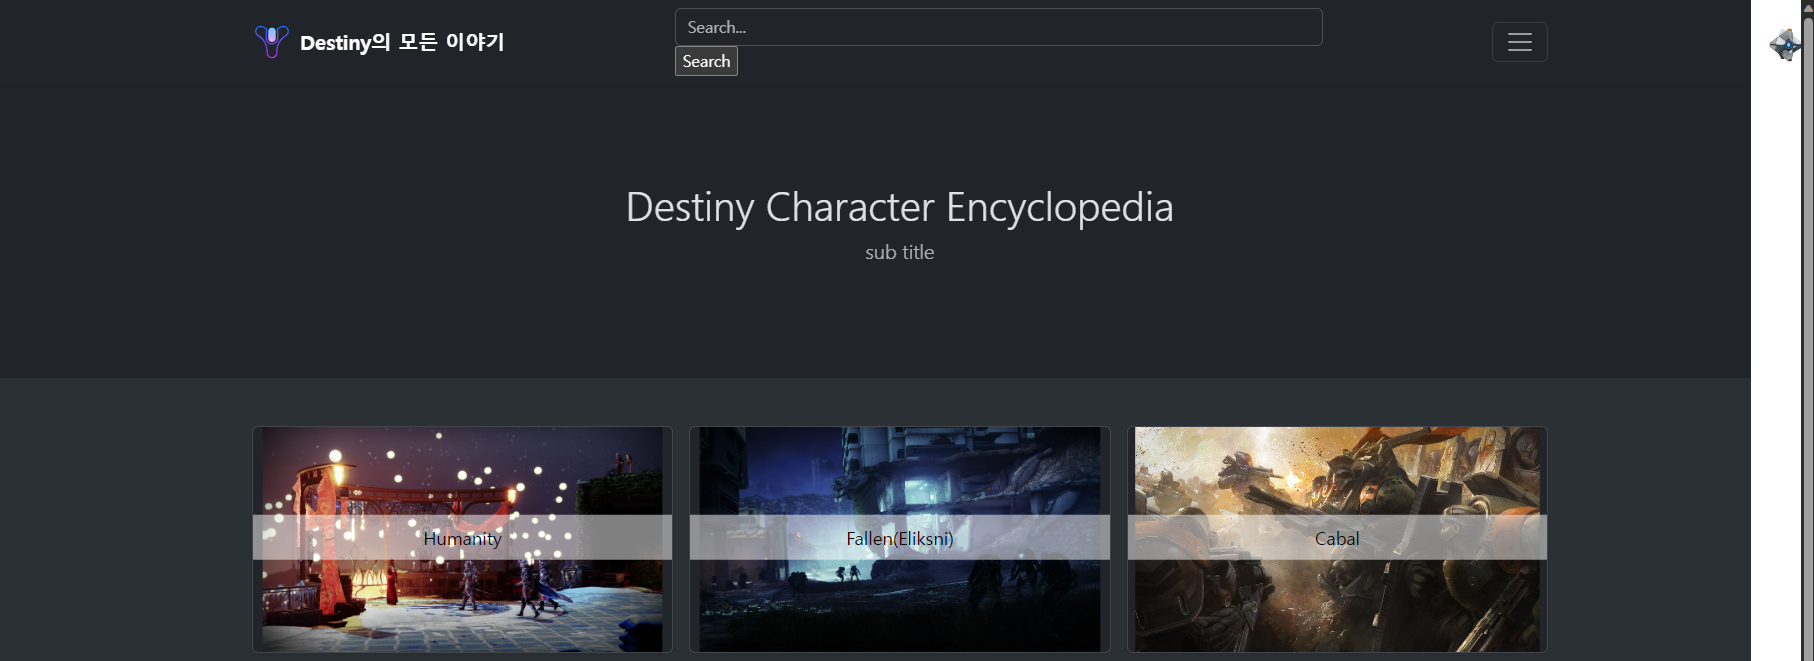 Destiny의 모든 이야기
Search...
Search
Destiny Character Encyclopedia
sub title
Humanity
Fallen(Eliksni)
Cabal